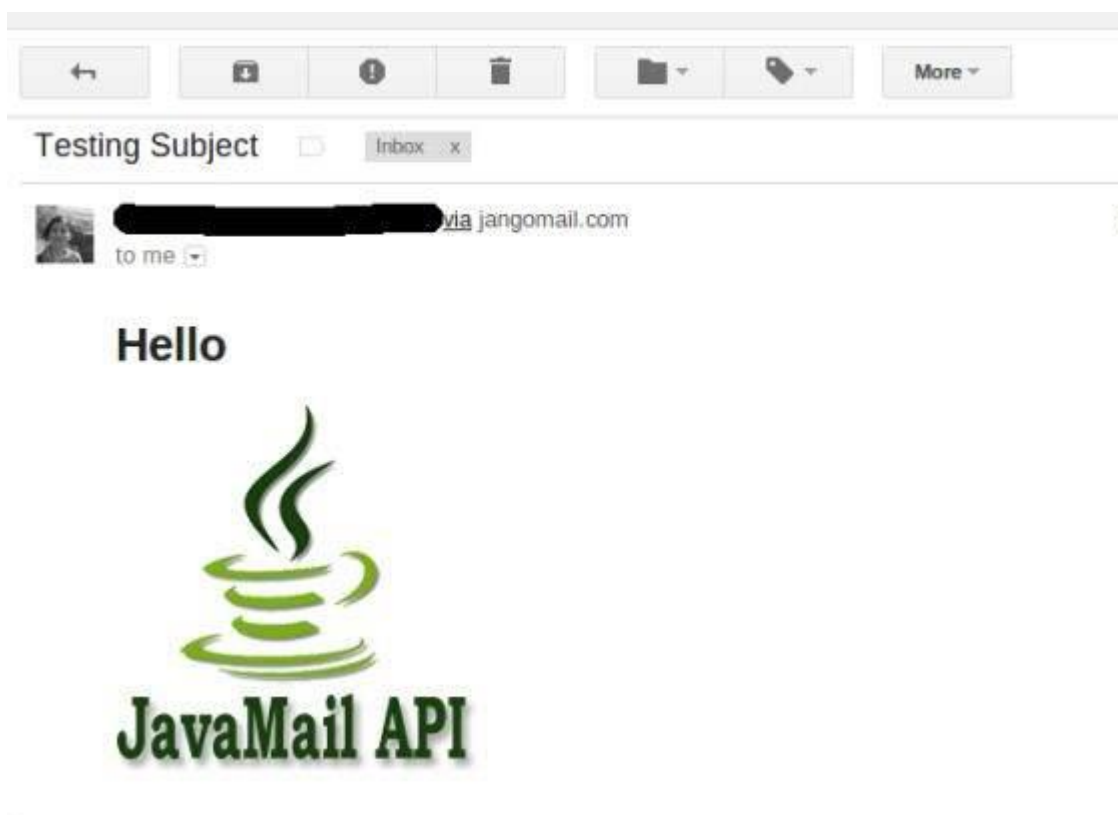 More
Testing Subject Inbox x
via jangomail.com
to me
Hello
JavaMail API